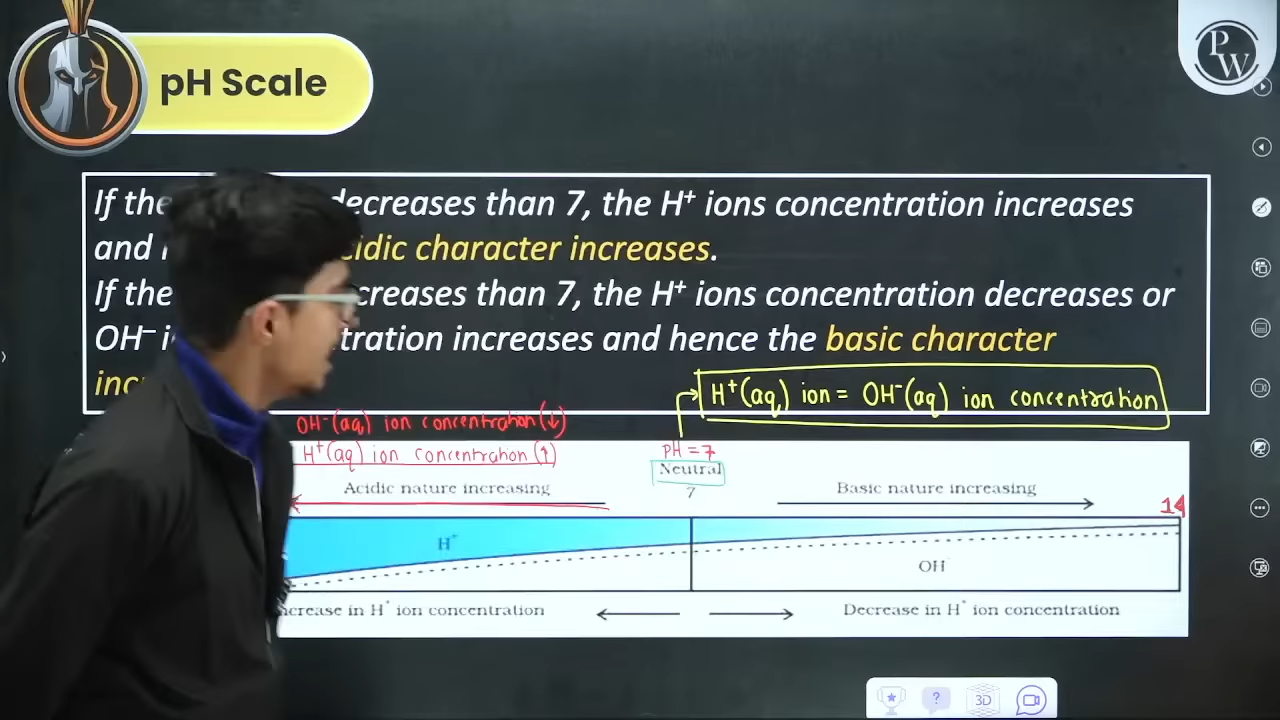 pH Scale
PW
If the decreases than 7, the H⁺ ions concentration increases
and cidic character increases.
If the creases than 7, the H⁺ ions concentration decreases or
OH⁻ tration increases and hence the basic character
inc
H⁺(aq) ion = OH⁻(aq) ion concentration
OH⁻(aq) ion concentration (↓)
H⁺(aq) ion concentration (↑)
pH = 7
Neutral
7
Acidic nature increasing
Basic nature increasing
14
H⁺
OH⁻
crease in H⁺ ion concentration
Decrease in H⁺ ion concentration
?
3D